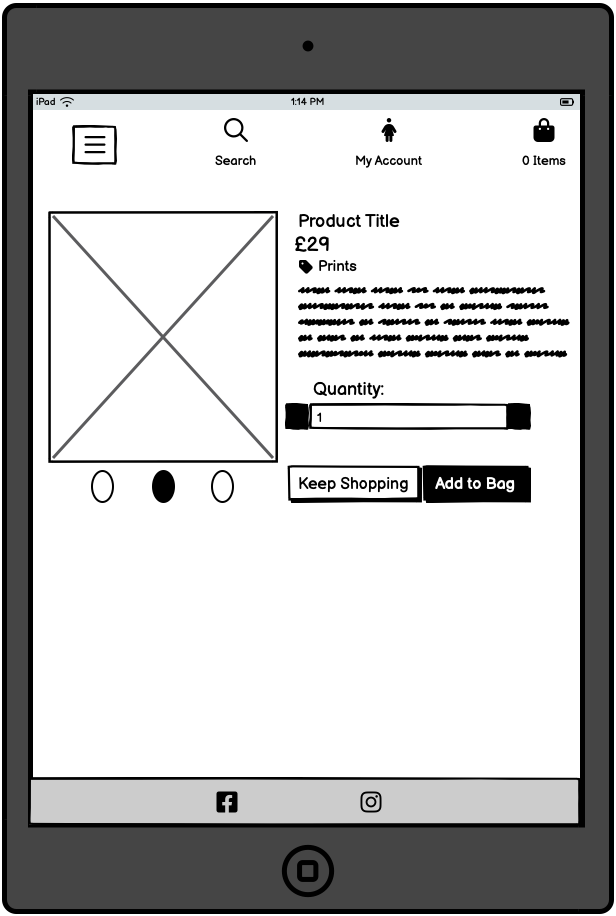 iPad
1:14 PM
Search
My Account
0 Items
Product Title
£29
Prints
Quantity:
1
Keep Shopping
Add to Bag